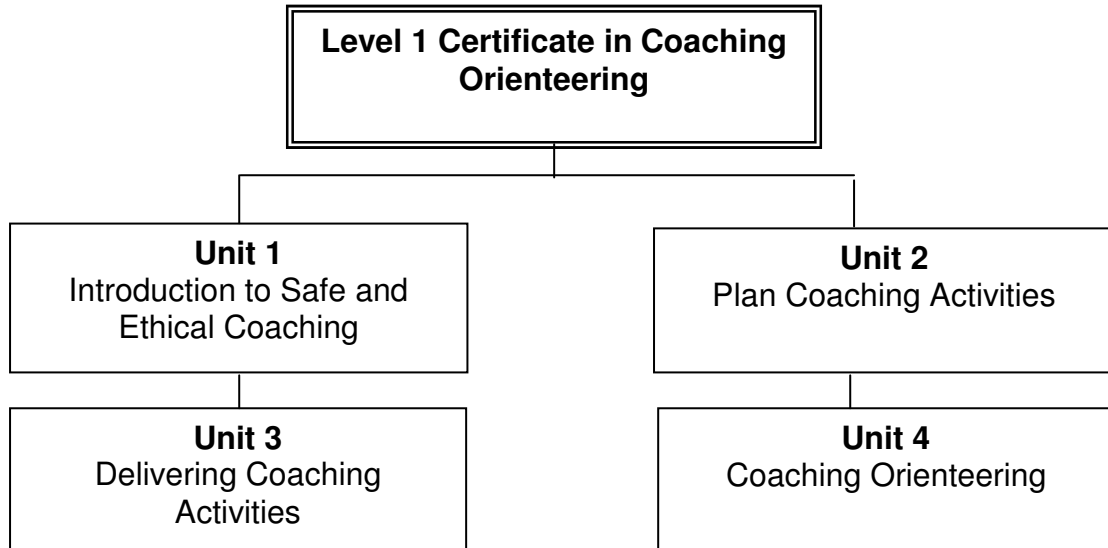 Level 1 Certificate in Coaching
Orienteering
Unit 1
Introduction to Safe and
Ethical Coaching
Unit 2
Plan Coaching Activities
Unit 3
Delivering Coaching
Activities
Unit 4
Coaching Orienteering